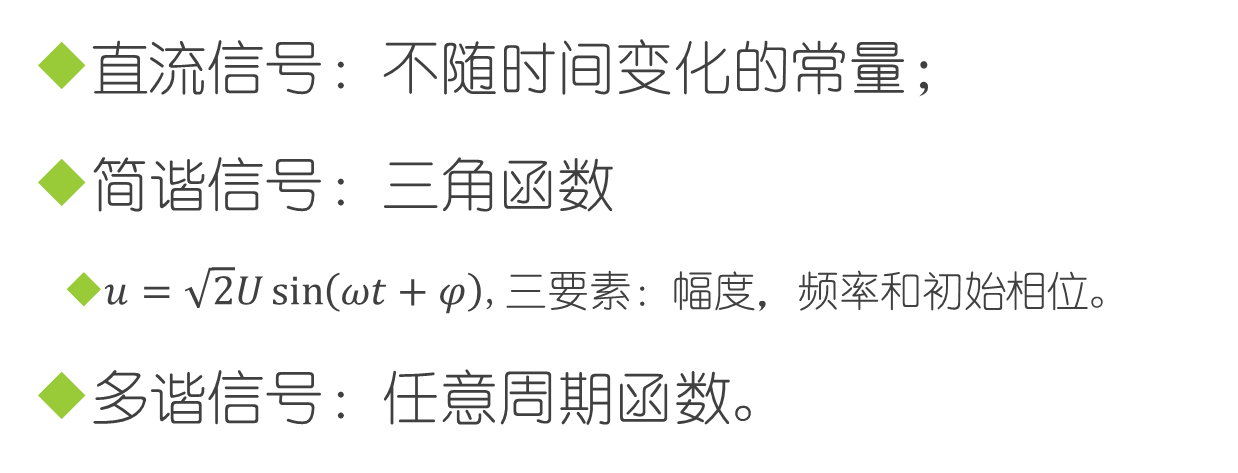 ◆直流信号：不随时间变化的常量；
◆简谐信号：三角函数
◆u = √2U sin(ωt + φ), 三要素：幅度，频率和初始相位。
◆多谐信号：任意周期函数。